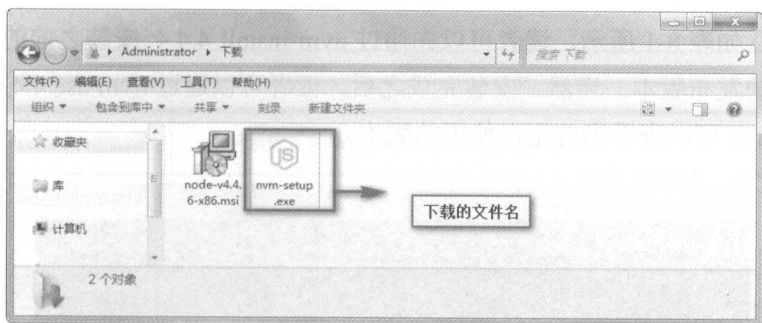 Administrator ▸ 下载
搜索 下载
文件(F) 编辑(E) 查看(V) 工具(T) 帮助(H)
组织 包含到库中 共享 刻录 新建文件夹
收藏夹
库
计算机
node-v4.4.
6-x86.msi
nvm-setup
.exe
下载的文件名
2 个对象